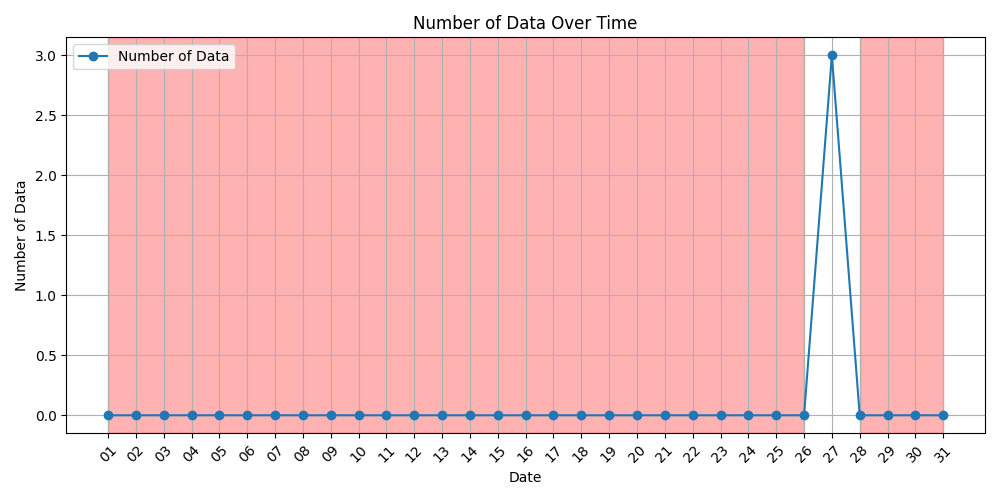 Number of Data Over Time
Number of Data
Number of Data
3.0
2.5
2.0
1.5
1.0
0.5
0.0
01 02 03 04 05 06 07 08 09 10 11 12 13 14 15 16 17 18 19 20 21 22 23 24 25 26 27 28 29 30 31
Date